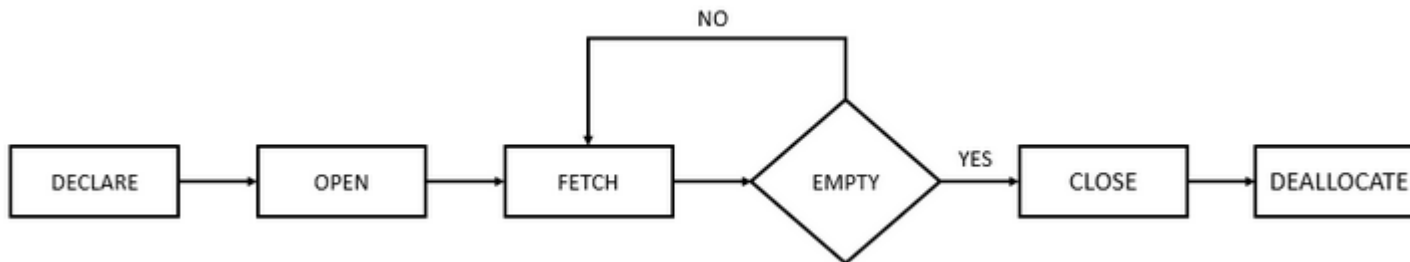 NO
DECLARE
OPEN
FETCH
EMPTY
YES
CLOSE
DEALLOCATE